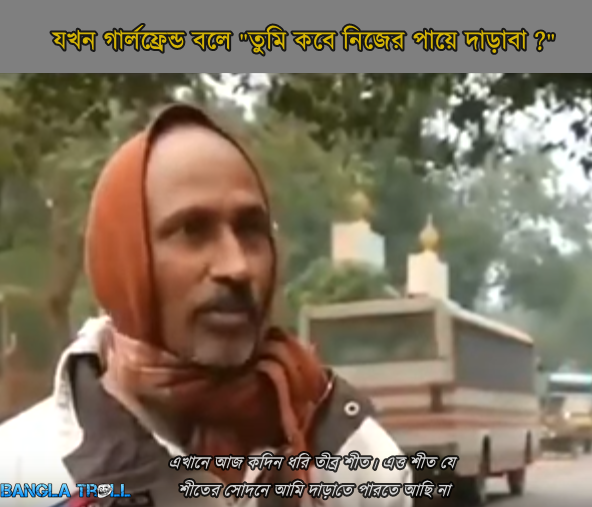 যখন গার্লফ্রেন্ড বলে "তুমি কবে নিজের পায়ে দাড়াবা ?"
এখানে আজ কদিন ধরি তীব্র শীত। এত্ত শীত যে
শীতের সোদনে আমি দাড়াতে পারতে আছি না
BANGLA TROLL